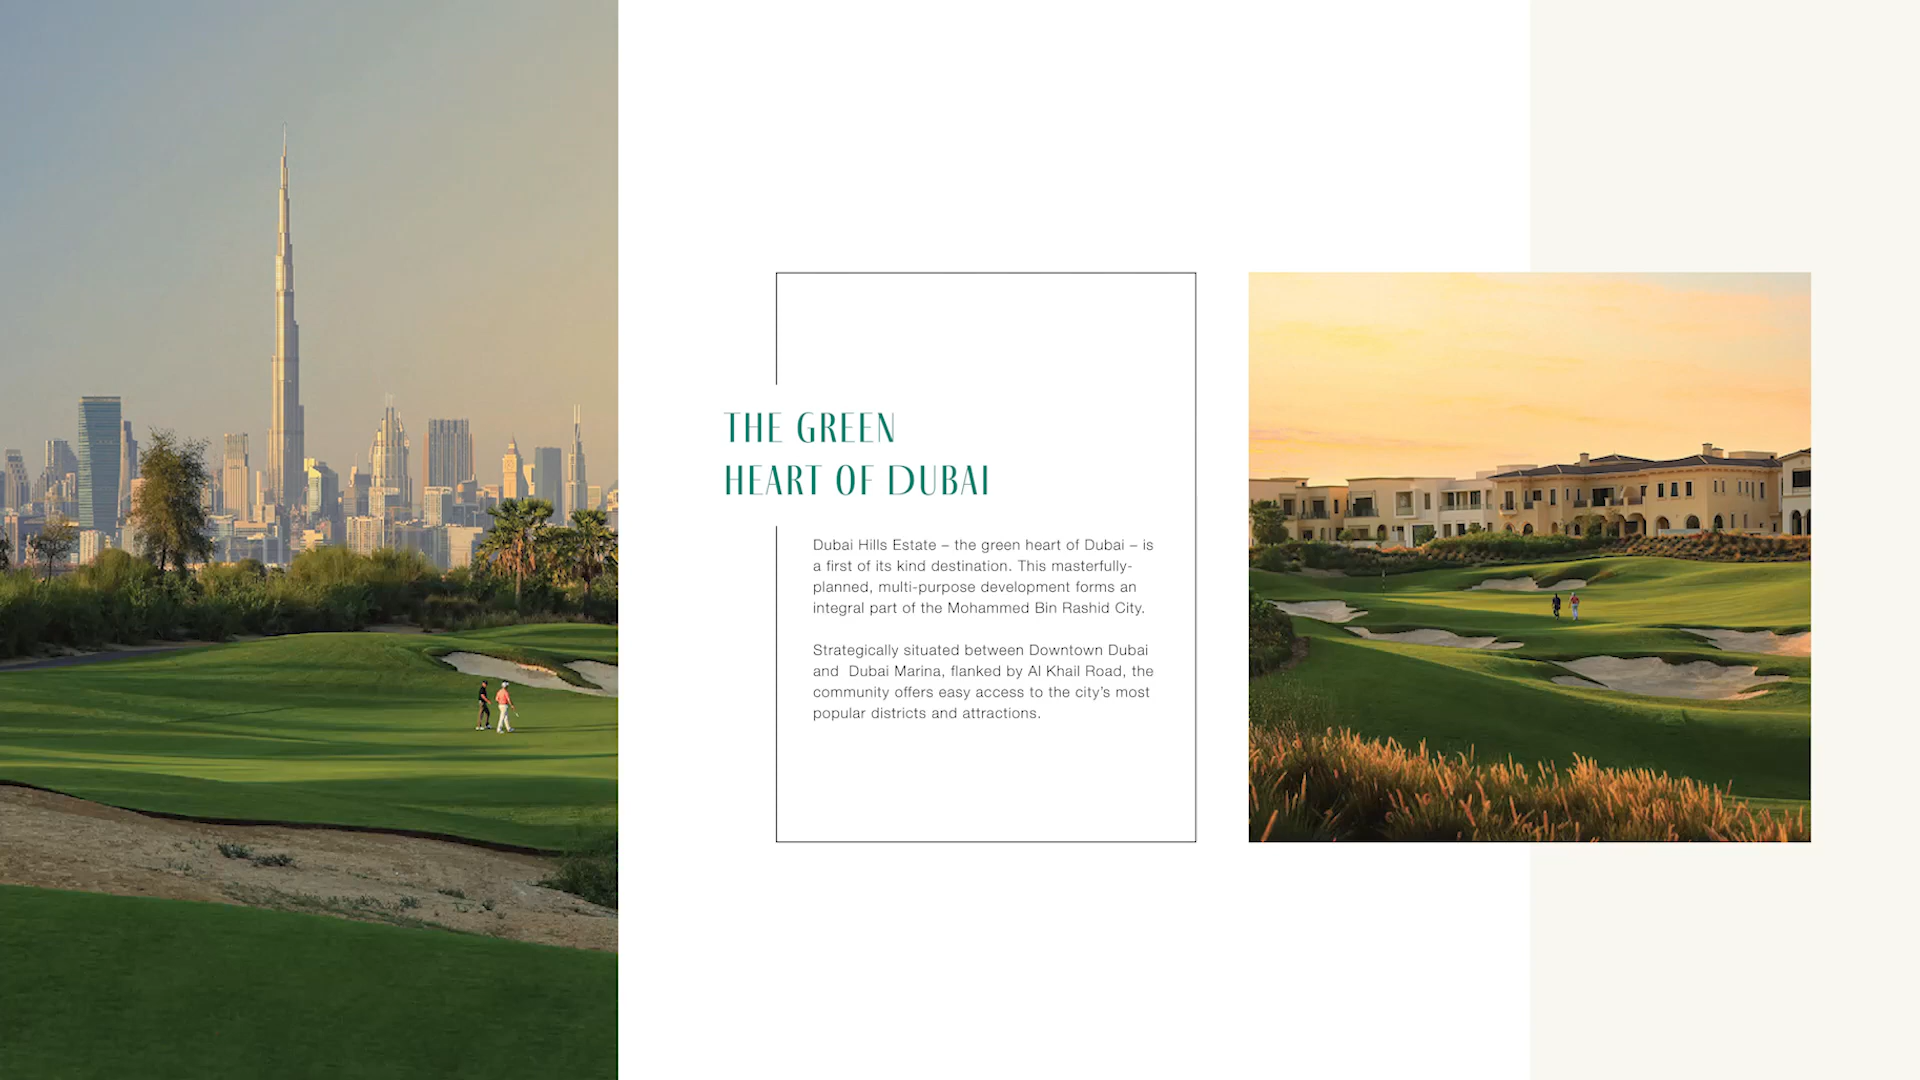 THE GREEN
HEART OF DUBAI
Dubai Hills Estate – the green heart of Dubai – is
a first of its kind destination. This masterfully-
planned, multi-purpose development forms an
integral part of the Mohammed Bin Rashid City.
Strategically situated between Downtown Dubai
and  Dubai Marina, flanked by Al Khail Road, the
community offers easy access to the city’s most
popular districts and attractions.